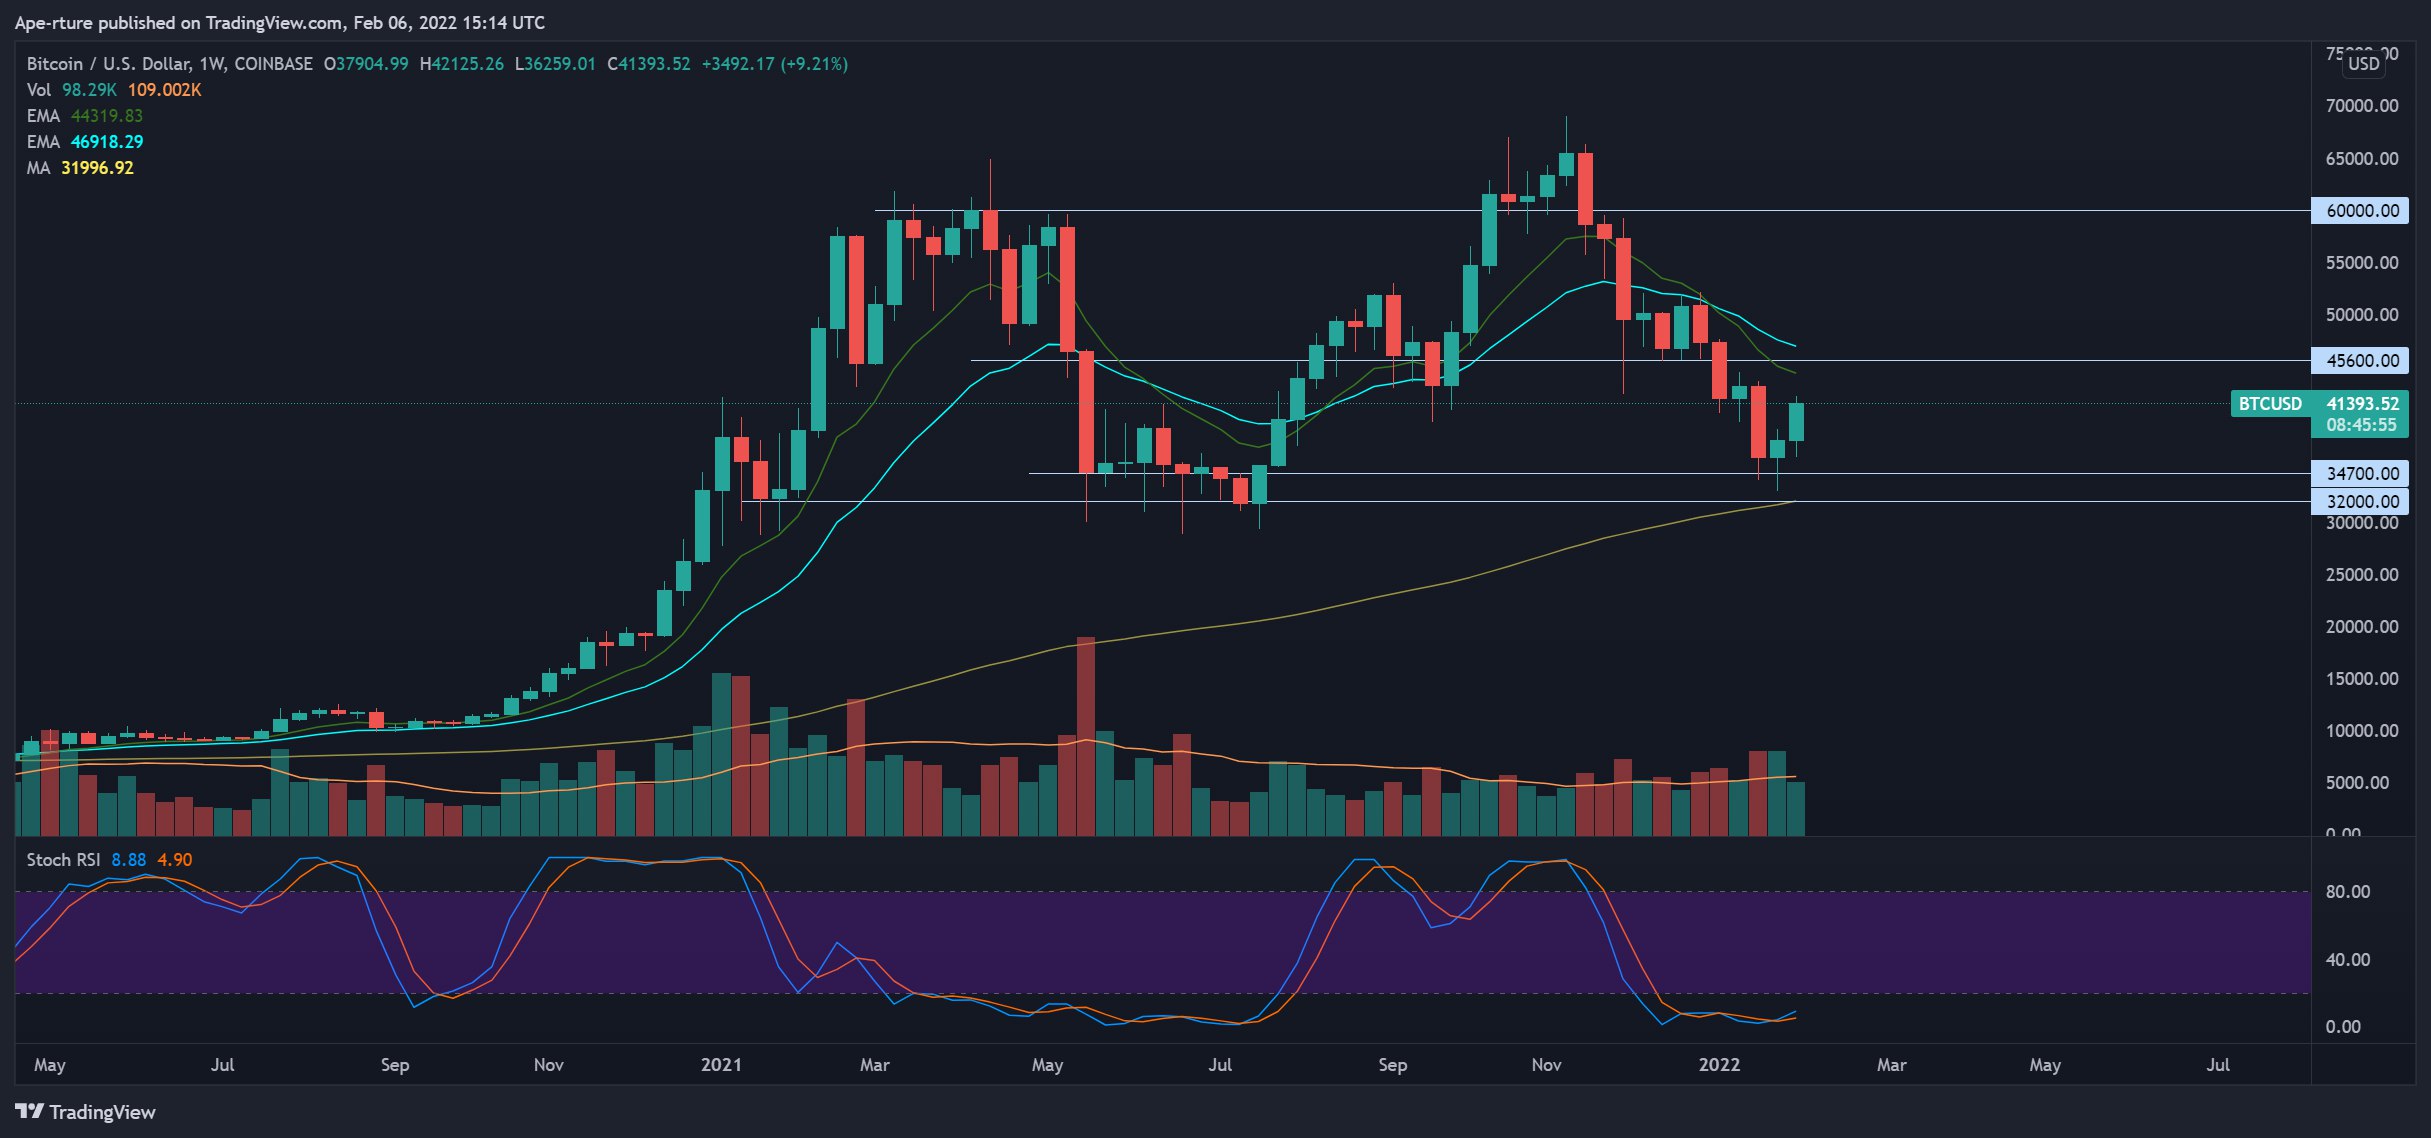 Ape-rture published on TradingView.com, Feb 06, 2022 15:14 UTC
Bitcoin / U.S. Dollar, 1W, COINBASE O37904.99 H42125.26 L36259.01 C41393.52 +3492.17 (+9.21%)
Vol 98.29K 109.002K
EMA 44319.83
EMA 46918.29
MA 31996.92
USD
70000.00
65000.00
60000.00
55000.00
50000.00
45600.00
BTCUSD 41393.52
08:45:55
34700.00
32000.00
30000.00
25000.00
20000.00
15000.00
10000.00
5000.00
0.00
Stoch RSI 8.88 4.90
80.00
40.00
0.00
May Jul Sep Nov 2021 Mar May Jul Sep Nov 2022 Mar May Jul
TradingView